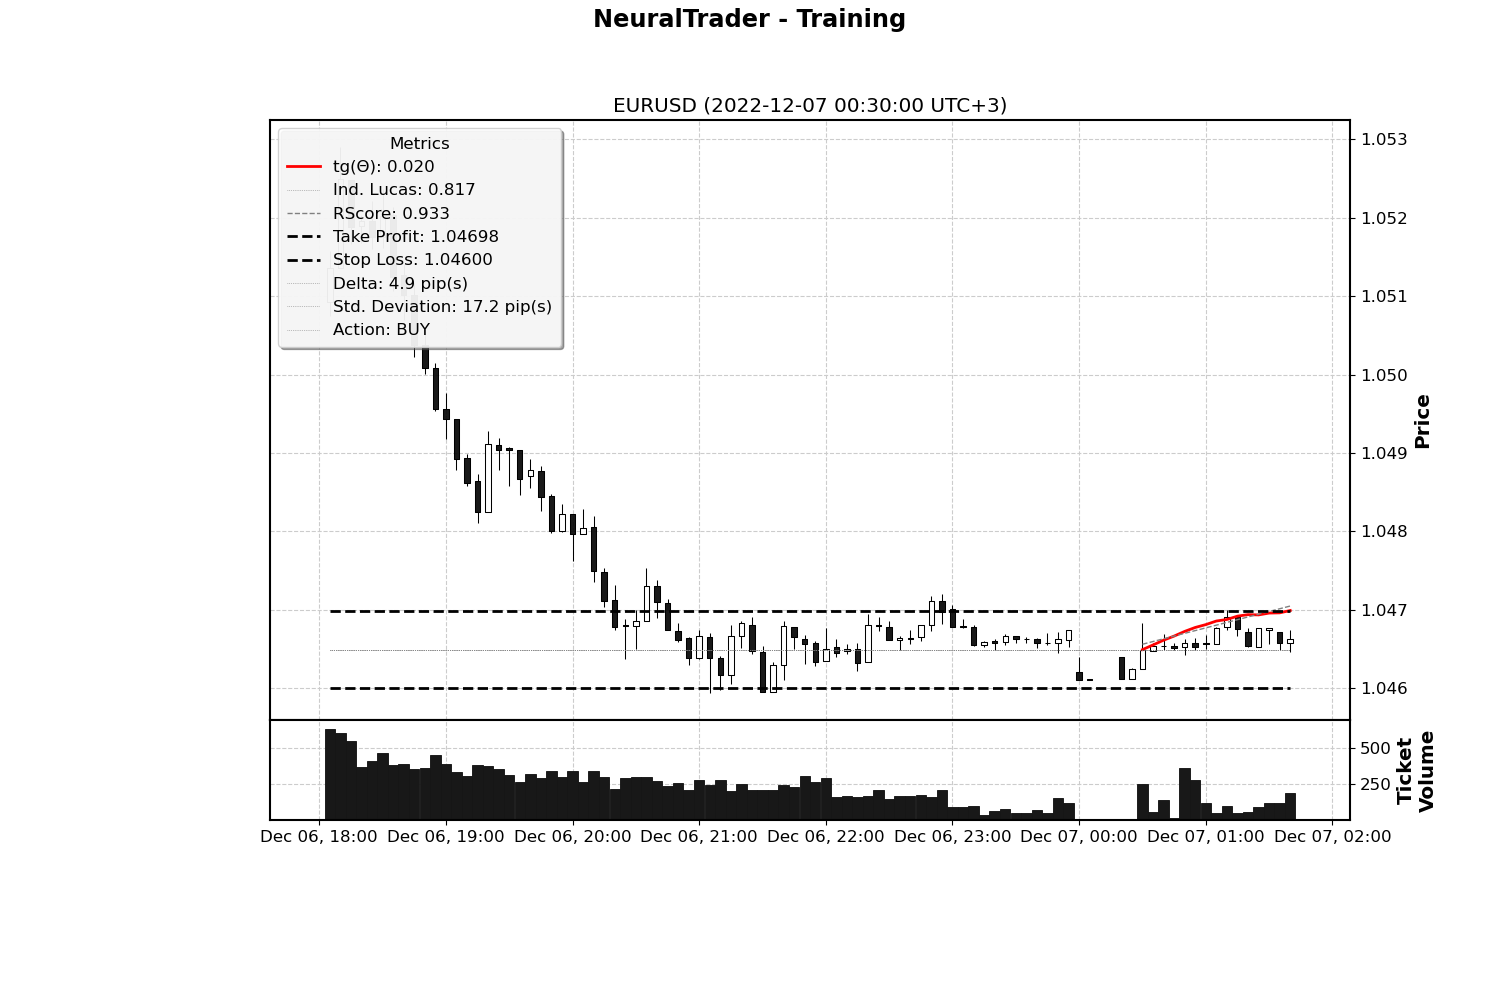 NeuralTrader - Training
EURUSD (2022-12-07 00:30:00 UTC+3)
Metrics
tg(Θ): 0.020
Ind. Lucas: 0.817
RScore: 0.933
Take Profit: 1.04698
Stop Loss: 1.04600
Delta: 4.9 pip(s)
Std. Deviation: 17.2 pip(s)
Action: BUY
1.053
1.052
1.051
1.050
1.049
1.048
1.047
1.046
Price
500
250
Ticket
Volume
Dec 06, 18:00 Dec 06, 19:00 Dec 06, 20:00 Dec 06, 21:00 Dec 06, 22:00 Dec 06, 23:00 Dec 07, 00:00 Dec 07, 01:00 Dec 07, 02:00